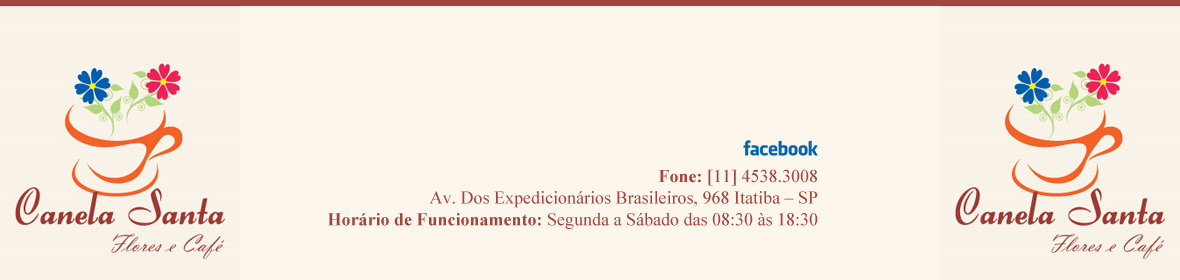 Canela Santa
Flores e Café
facebook
Fone: [11] 4538.3008
Av. Dos Expedicionários Brasileiros, 968 Itatiba – SP
Horário de Funcionamento: Segunda a Sábado das 08:30 às 18:30
Canela Santa
Flores e Café